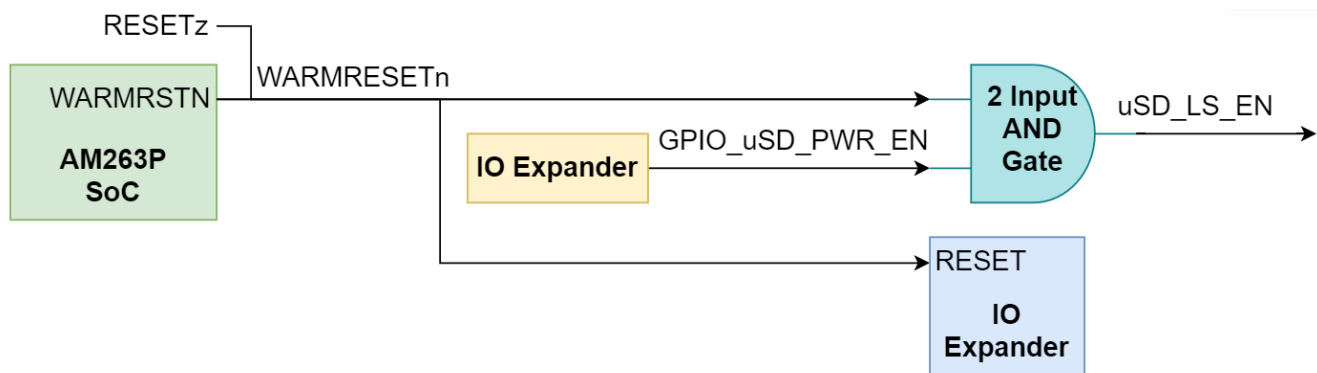 RESETz
WARMRESETn
WARMRSTN
AM263P
SoC
IO Expander
GPIO_uSD_PWR_EN
2 Input
AND
Gate
uSD_LS_EN
RESET
IO
Expander